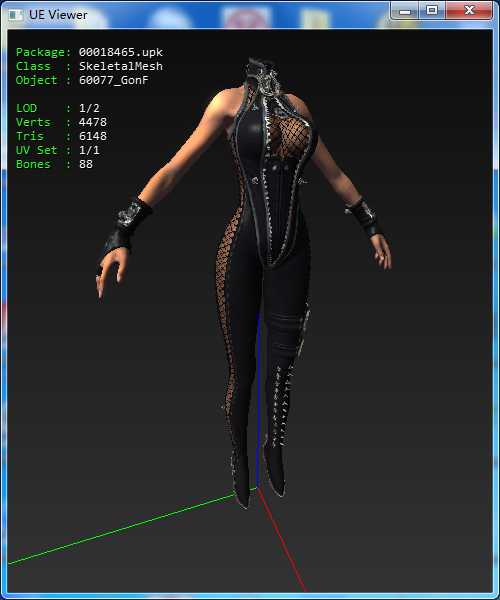 UE Viewer
Package: 00018465.upk
Class : SkeletalMesh
Object : 60077_GonF
LOD : 1/2
Verts : 4478
Tris : 6148
UV Set : 1/1
Bones : 88